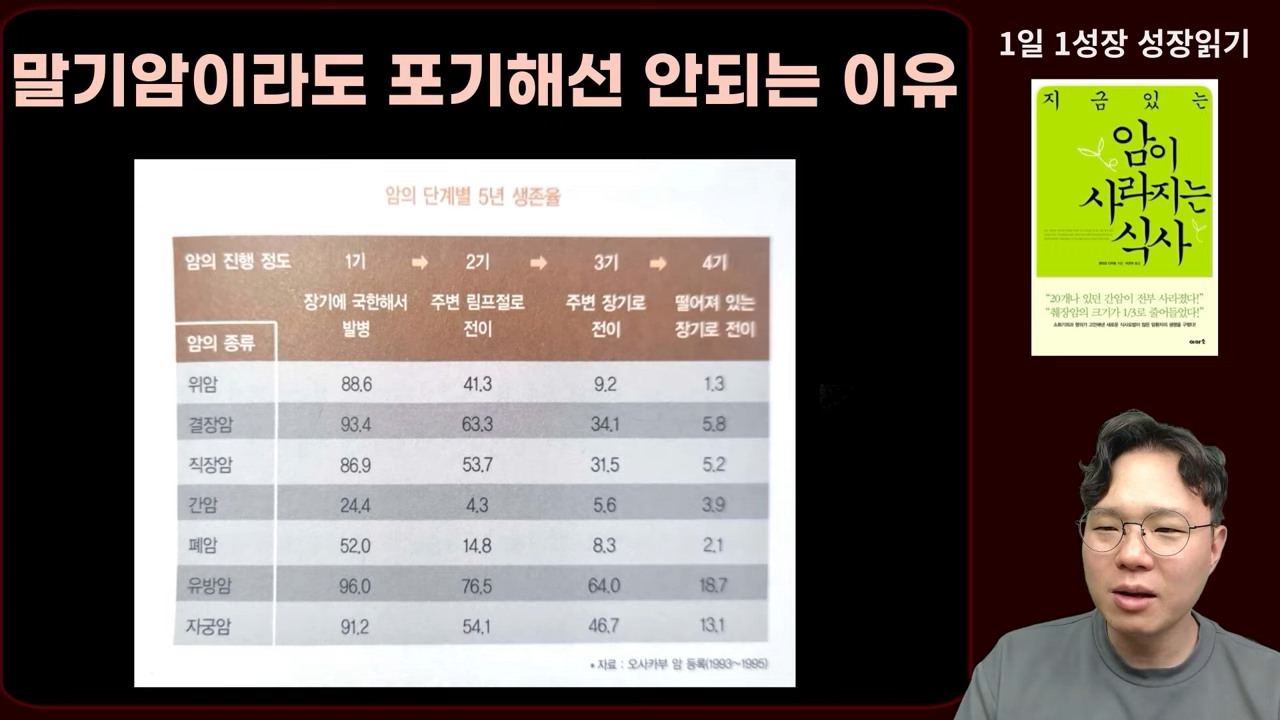 말기암이라도 포기해선 안되는 이유
1일 1성장 성장읽기
지금있는
암이
사라지는
식사
“20개나 있던 간암이 전부 사라졌다!”
“췌장암의 크기가 1/3로 줄어들었다!”
암의 단계별 5년 생존율
암의 진행 정도 1기 → 2기 → 3기 → 4기
장기에 국한해서 주변 림프절로 주변 장기로 떨어져 있는
발병 전이 전이 장기로 전이
암의 종류
위암 88.6 41.3 9.2 1.3
결장암 93.4 63.3 34.1 5.8
직장암 86.9 53.7 31.5 5.2
간암 24.4 4.3 5.6 3.9
폐암 52.0 14.8 8.3 2.1
유방암 96.0 76.5 64.0 18.7
자궁암 91.2 54.1 46.7 13.1
• 자료 : 오사카부 암 등록(1993~1995)